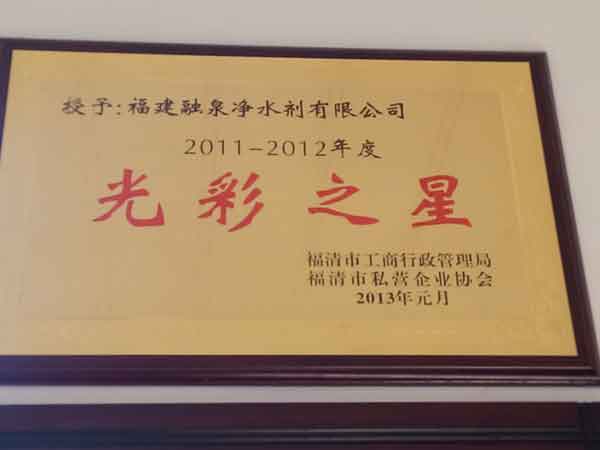 授予:福建融泉净水剂有限公司
2011-2012年度
光彩之星
福清市工商行政管理局
福清市私营企业协会
2013年元月